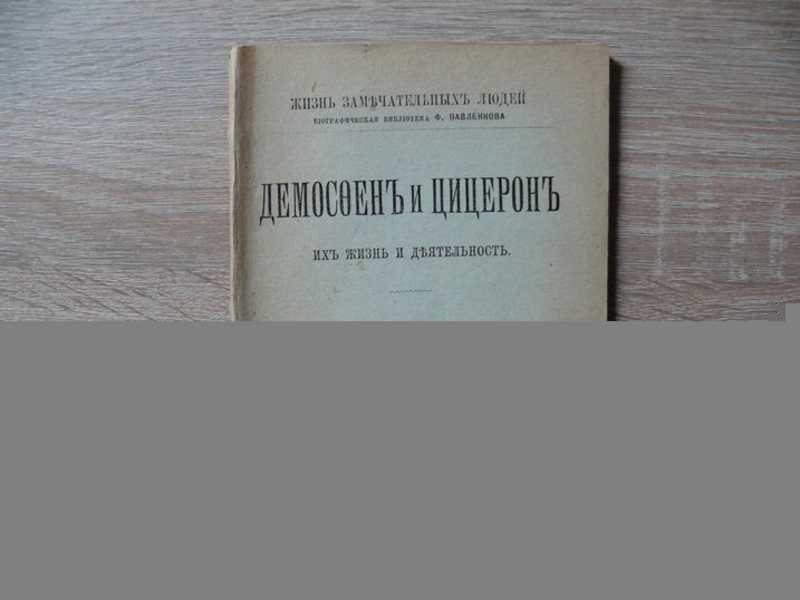 ЖИЗНЬ ЗАМѢЧАТЕЛЬНЫХЪ ЛЮДЕЙ
БІОГРАФИЧЕСКАЯ БИБЛІОТЕКА Ф. ПАВЛЕНКОВА
ДЕМОСѲЕНЪ И ЦИЦЕРОНЪ
ИХЪ ЖИЗНЬ И ДѢЯТЕЛЬНОСТЬ.